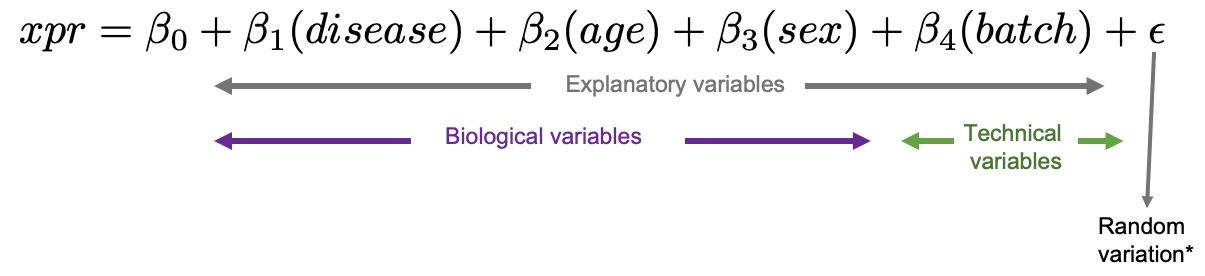 xpr = β₀ + β₁(disease) + β₂(age) + β₃(sex) + β₄(batch) + ϵ
Explanatory variables
Biological variables
Technical
variables
Random
variation*